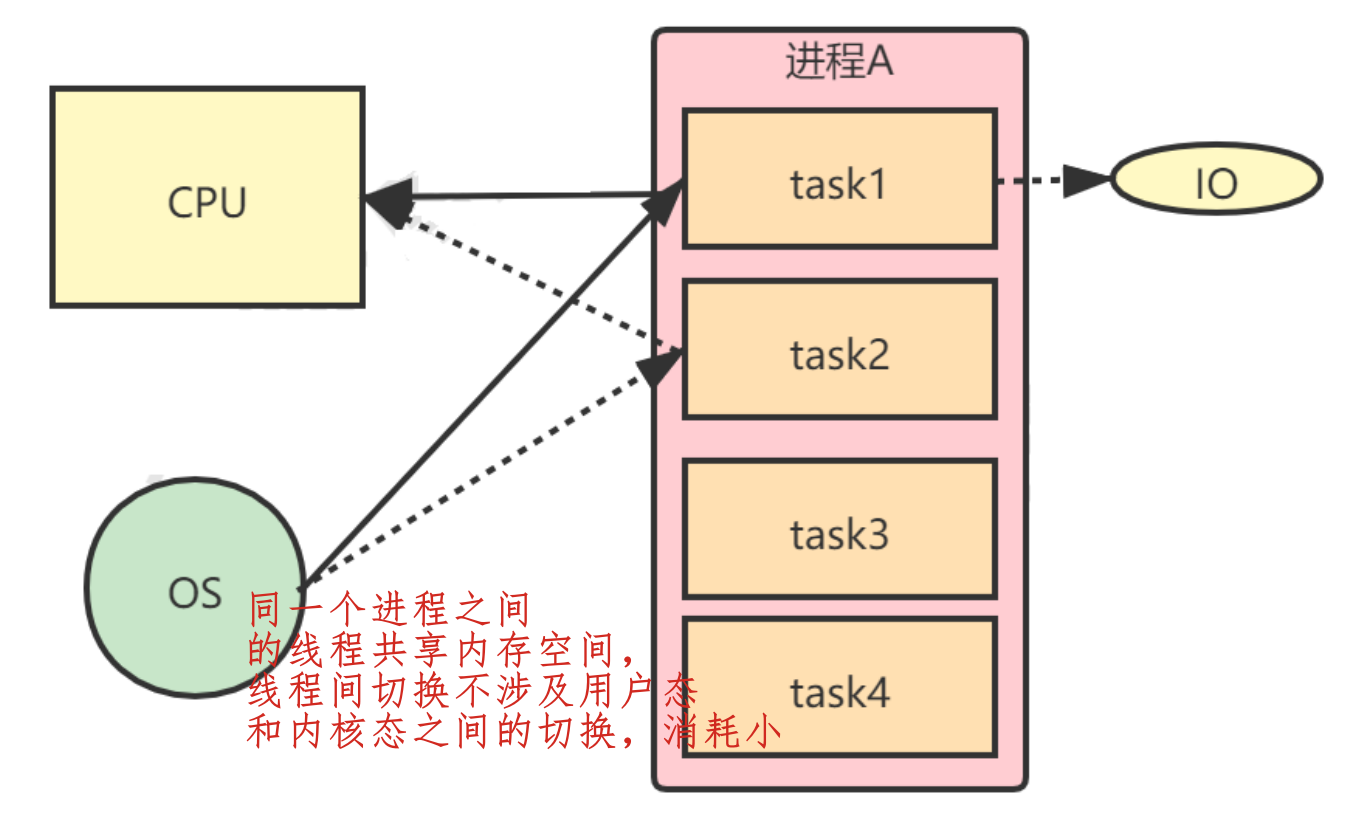 进程A
CPU
task1
IO
task2
task3
OS
同一个进程之间
的线程共享内存空间，
线程间切换不涉及用户态
和内核态之间的切换，消耗小
task4